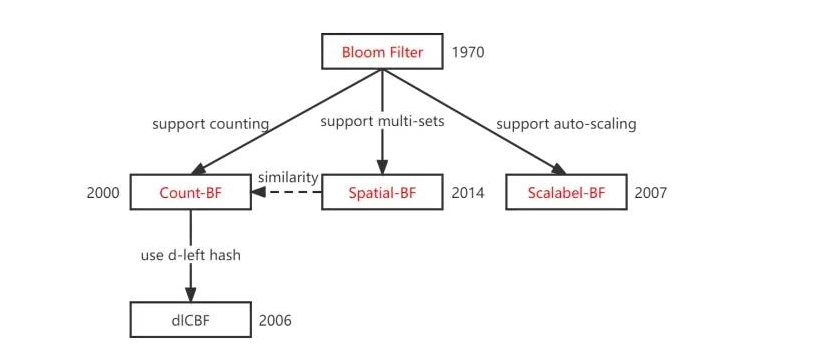 Bloom Filter 1970
support counting
support multi-sets
support auto-scaling
similarity
2000 Count-BF
Spatial-BF 2014
Scalabel-BF 2007
use d-left hash
dlCBF 2006